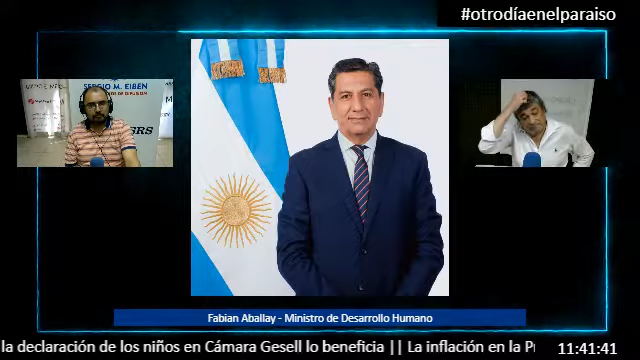 #otrodíaenelparaiso
SERGIO M. EIBEN
SRS
Fabian Aballay - Ministro de Desarrollo Humano
la declaración de los niños en Cámara Gesell lo beneficia || La inflación en la
11:41:41